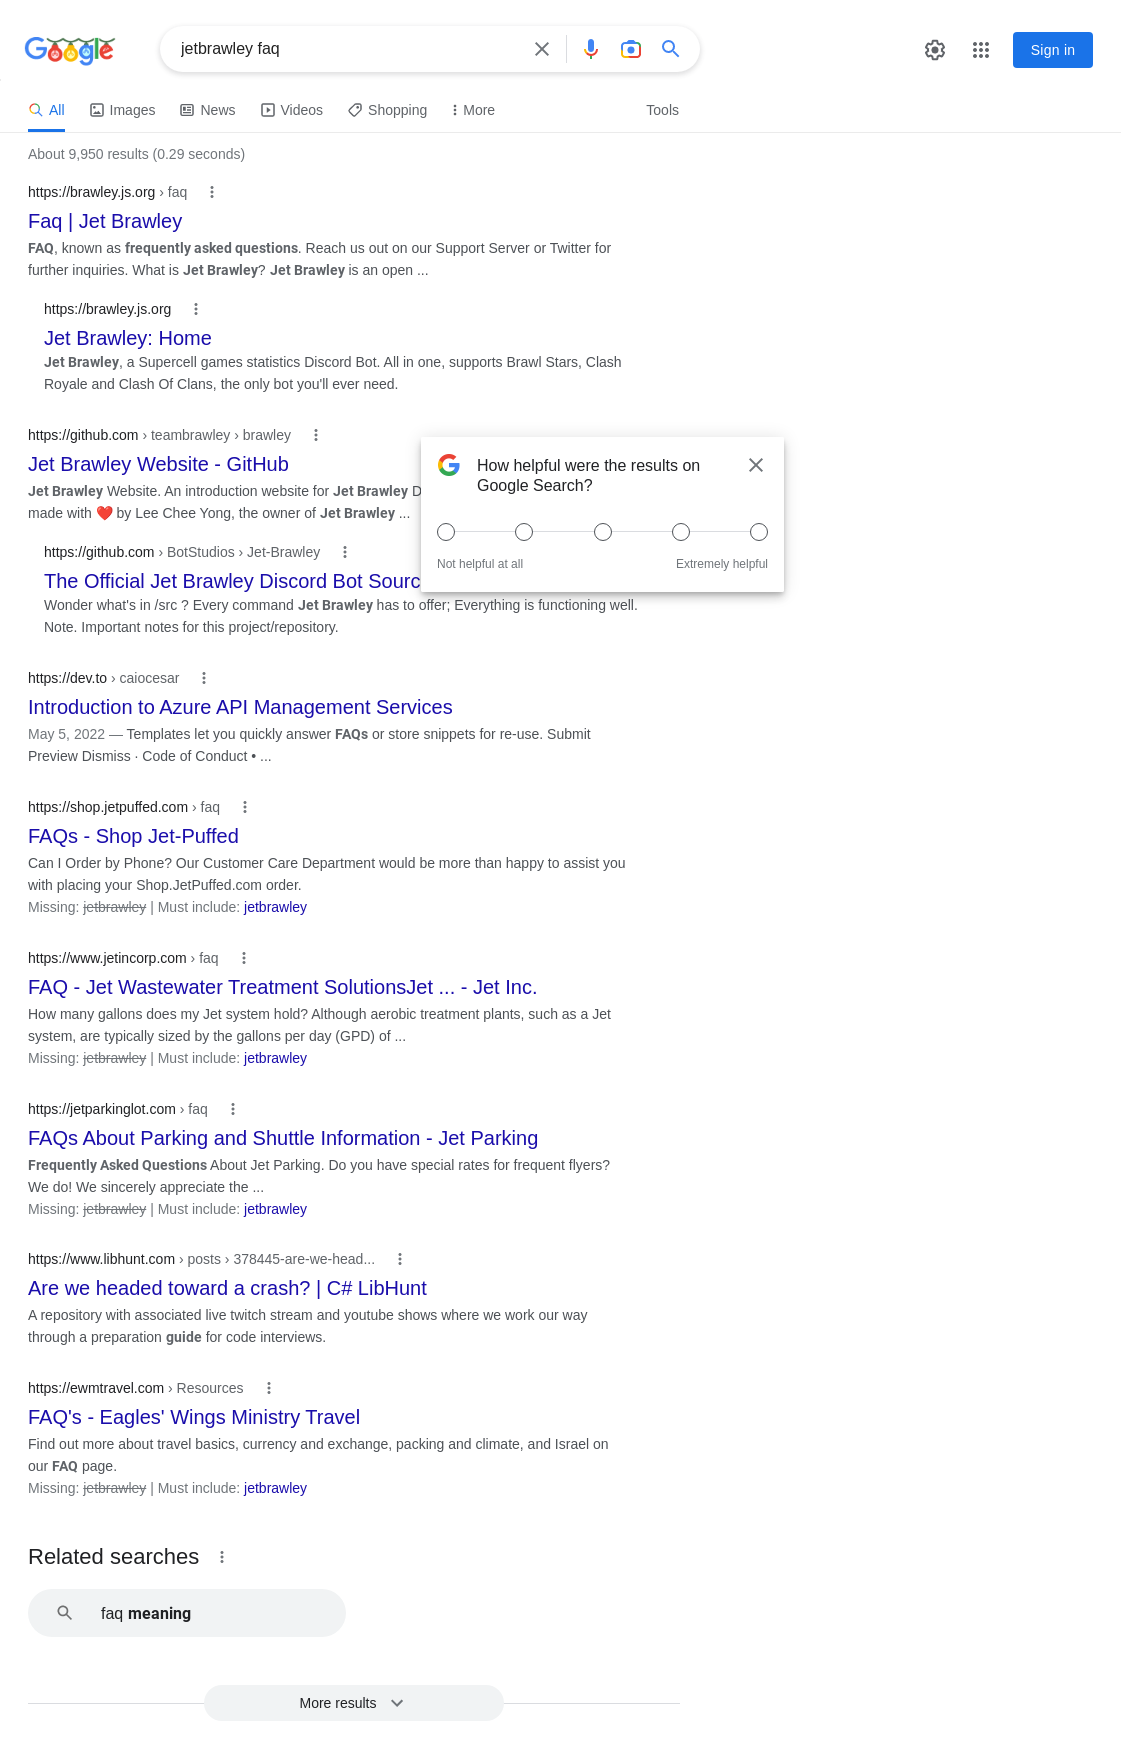 Google
jetbrawley faq
Sign in
All Images News Videos Shopping More Tools
About 9,950 results (0.29 seconds)
https://brawley.js.org › faq
Faq | Jet Brawley
FAQ, known as frequently asked questions. Reach us out on our Support Server or Twitter for
further inquiries. What is Jet Brawley? Jet Brawley is an open ...
https://brawley.js.org
Jet Brawley: Home
Jet Brawley, a Supercell games statistics Discord Bot. All in one, supports Brawl Stars, Clash
Royale and Clash Of Clans, the only bot you'll ever need.
https://github.com › teambrawley › brawley
Jet Brawley Website - GitHub
Jet Brawley Website. An introduction website for Jet Brawley D
made with ❤️ by Lee Chee Yong, the owner of Jet Brawley ...
How helpful were the results on
Google Search?
Not helpful at all Extremely helpful
https://github.com › BotStudios › Jet-Brawley
The Official Jet Brawley Discord Bot Sourc
Wonder what's in /src ? Every command Jet Brawley has to offer; Everything is functioning well.
Note. Important notes for this project/repository.
https://dev.to › caiocesar
Introduction to Azure API Management Services
May 5, 2022 — Templates let you quickly answer FAQs or store snippets for re-use. Submit
Preview Dismiss · Code of Conduct • ...
https://shop.jetpuffed.com › faq
FAQs - Shop Jet-Puffed
Can I Order by Phone? Our Customer Care Department would be more than happy to assist you
with placing your Shop.JetPuffed.com order.
Missing: jetbrawley | Must include: jetbrawley
https://www.jetincorp.com › faq
FAQ - Jet Wastewater Treatment SolutionsJet ... - Jet Inc.
How many gallons does my Jet system hold? Although aerobic treatment plants, such as a Jet
system, are typically sized by the gallons per day (GPD) of ...
Missing: jetbrawley | Must include: jetbrawley
https://jetparkinglot.com › faq
FAQs About Parking and Shuttle Information - Jet Parking
Frequently Asked Questions About Jet Parking. Do you have special rates for frequent flyers?
We do! We sincerely appreciate the ...
Missing: jetbrawley | Must include: jetbrawley
https://www.libhunt.com › posts › 378445-are-we-head...
Are we headed toward a crash? | C# LibHunt
A repository with associated live twitch stream and youtube shows where we work our way
through a preparation guide for code interviews.
https://ewmtravel.com › Resources
FAQ's - Eagles' Wings Ministry Travel
Find out more about travel basics, currency and exchange, packing and climate, and Israel on
our FAQ page.
Missing: jetbrawley | Must include: jetbrawley
Related searches
faq meaning
More results